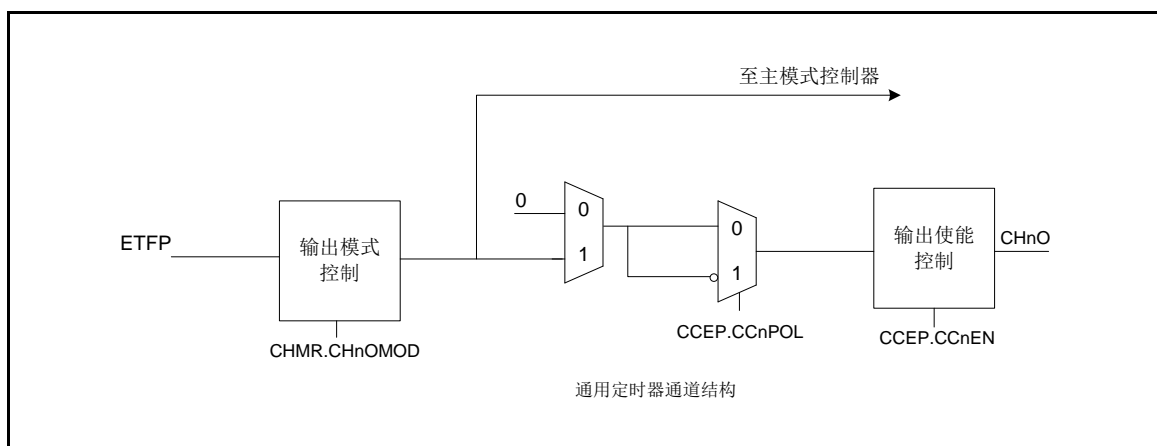 至主模式控制器
0
0
1
ETFP
输出模式
控制
CHMR.CHnOMOD
0
1
CCEP.CCnPOL
输出使能
控制
CHnO
CCEP.CCnEN
通用定时器通道结构